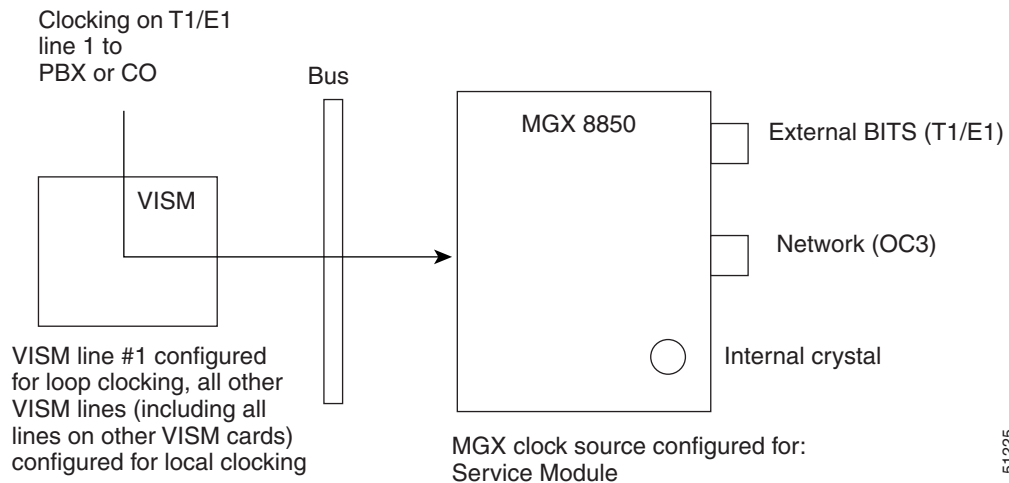 Clocking on T1/E1
line 1 to
PBX or CO
Bus
MGX 8850
External BITS (T1/E1)
VISM
Network (OC3)
Internal crystal
VISM line #1 configured
for loop clocking, all other
VISM lines (including all
lines on other VISM cards)
configured for local clocking
MGX clock source configured for:
Service Module
51225